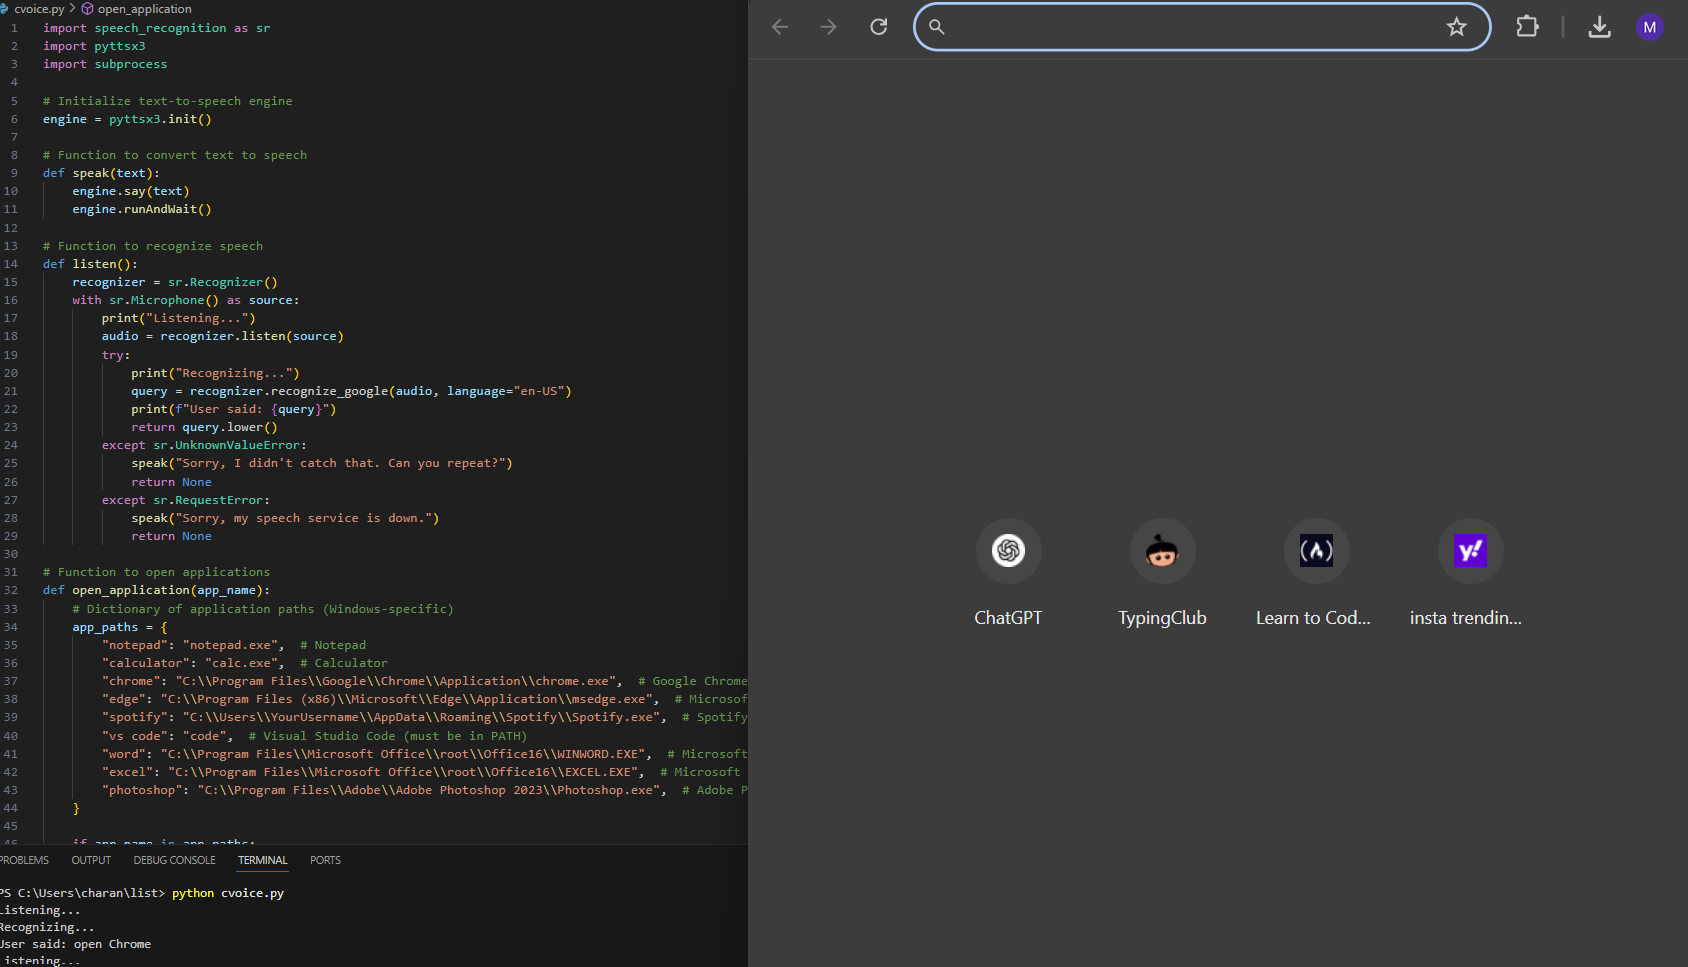 cvoice.py > open_application
1 import speech_recognition as sr
2 import pyttsx3
3 import subprocess
4
5 # Initialize text-to-speech engine
6 engine = pyttsx3.init()
7
8 # Function to convert text to speech
9 def speak(text):
10 engine.say(text)
11 engine.runAndWait()
12
13 # Function to recognize speech
14 def listen():
15 recognizer = sr.Recognizer()
16 with sr.Microphone() as source:
17 print("Listening...")
18 audio = recognizer.listen(source)
19 try:
20 print("Recognizing...")
21 query = recognizer.recognize_google(audio, language="en-US")
22 print(f"User said: {query}")
23 return query.lower()
24 except sr.UnknownValueError:
25 speak("Sorry, I didn't catch that. Can you repeat?")
26 return None
27 except sr.RequestError:
28 speak("Sorry, my speech service is down.")
29 return None
30
31 # Function to open applications
32 def open_application(app_name):
33 # Dictionary of application paths (Windows-specific)
34 app_paths = {
35 "notepad": "notepad.exe", # Notepad
36 "calculator": "calc.exe", # Calculator
37 "chrome": "C:\\Program Files\\Google\\Chrome\\Application\\chrome.exe", # Google Chrome
38 "edge": "C:\\Program Files (x86)\\Microsoft\\Edge\\Application\\msedge.exe", # Microsof
39 "spotify": "C:\\Users\\YourUsername\\AppData\\Roaming\\Spotify\\Spotify.exe", # Spotify
40 "vs code": "code", # Visual Studio Code (must be in PATH)
41 "word": "C:\\Program Files\\Microsoft Office\\root\\Office16\\WINWORD.EXE", # Microsoft
42 "excel": "C:\\Program Files\\Microsoft Office\\root\\Office16\\EXCEL.EXE", # Microsoft
43 "photoshop": "C:\\Program Files\\Adobe\\Adobe Photoshop 2023\\Photoshop.exe", # Adobe P
44 }
45
46 if app_name in app_paths:
PROBLEMS OUTPUT DEBUG CONSOLE TERMINAL PORTS
PS C:\Users\charan\list> python cvoice.py
Listening...
Recognizing...
User said: open Chrome
Listening...
M
y!
ChatGPT
TypingClub
Learn to Cod...
insta trendin...